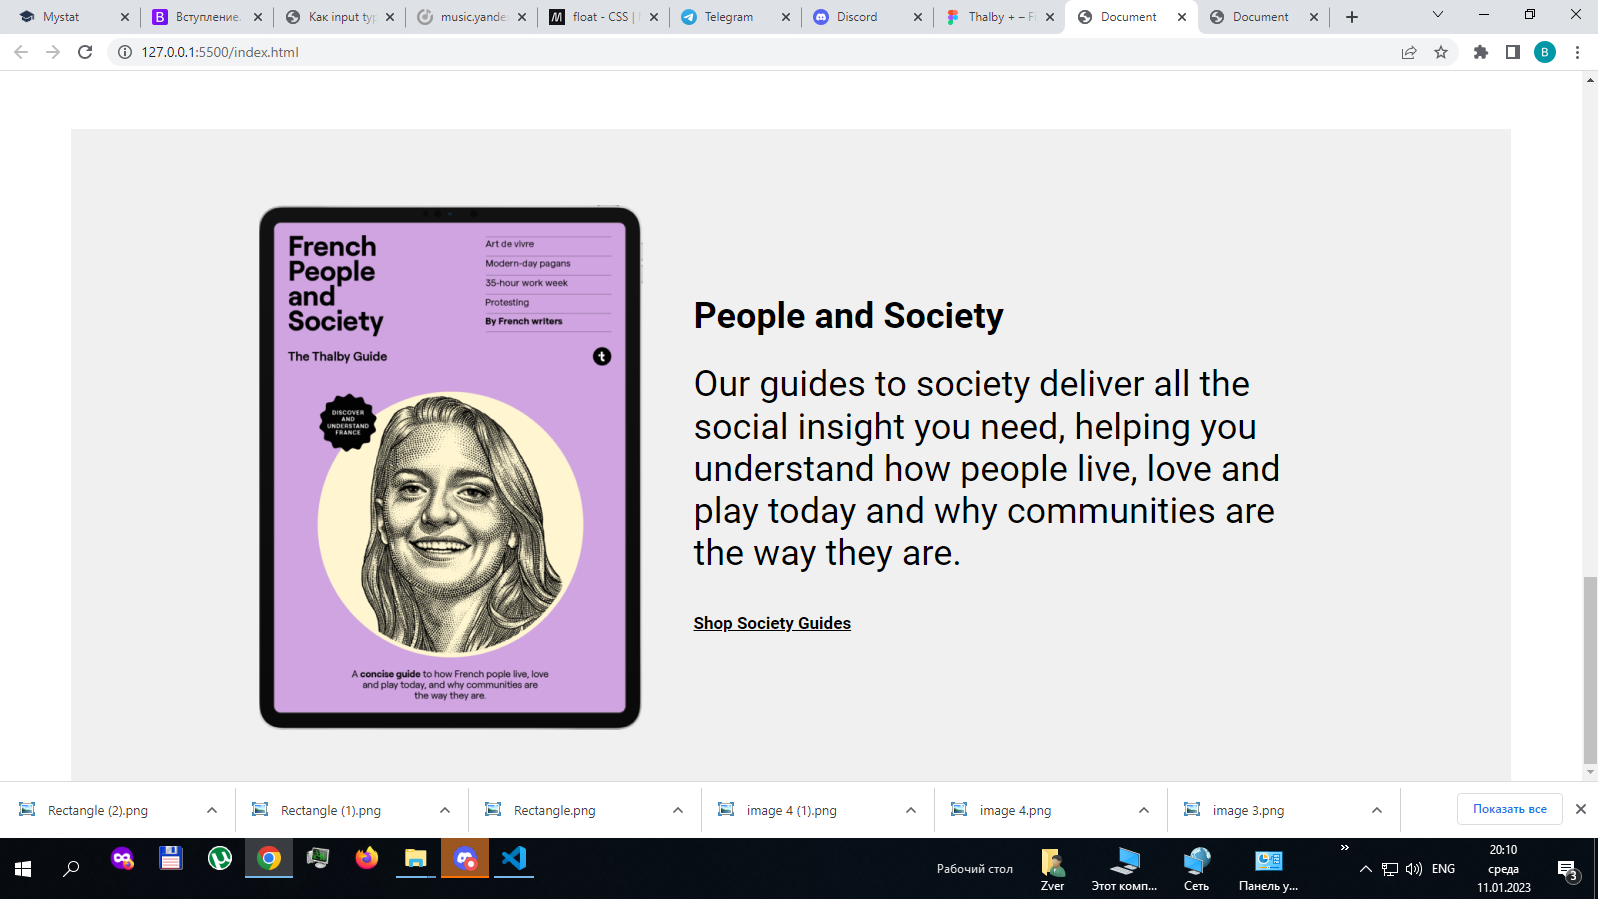 Mystat
Вступление.
Как input typ
music.yande
float - CSS | M
Telegram
Discord
Thalby + – Fi
Document
Document
127.0.0.1:5500/index.html
B
French
People
and
Society
The Thalby Guide
Art de vivre
Modern-day pagans
35-hour work week
Protesting
By French writers
t
DISCOVER
AND
UNDERSTAND
FRANCE
A concise guide to how French pople live, love
and play today, and why communities are
the way they are.
People and Society
Our guides to society deliver all the
social insight you need, helping you
understand how people live, love and
play today and why communities are
the way they are.
Shop Society Guides
Rectangle (2).png
Rectangle (1).png
Rectangle.png
image 4 (1).png
image 4.png
image 3.png
Показать все
Рабочий стол
Zver
Этот комп...
Сеть
Панель у...
ENG
20:10
среда
11.01.2023
3